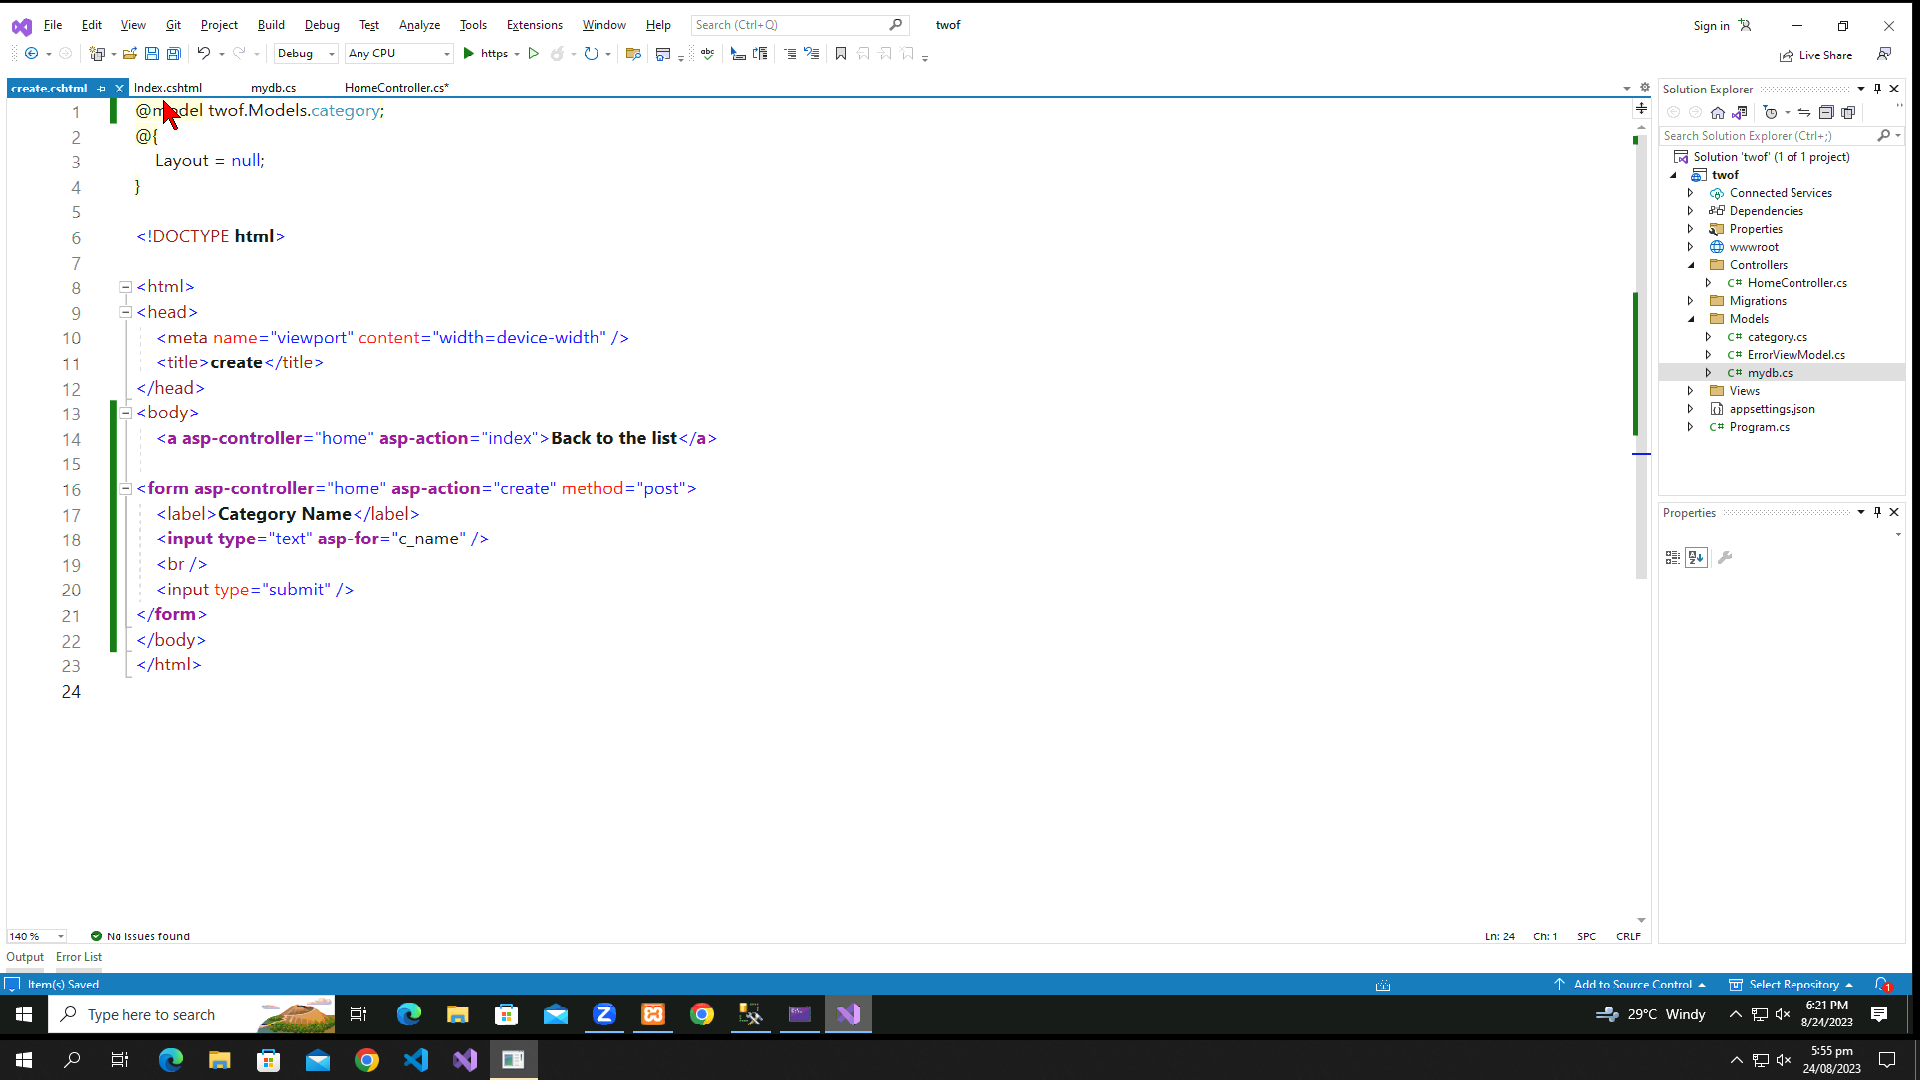 File Edit View Git Project Build Debug Test Analyze Tools Extensions Window Help Search (Ctrl+Q) twof Sign in
Debug Any CPU https Live Share
create.cshtml Index.cshtml mydb.cs HomeController.cs*
1 @model twof.Models.category;
2 @{
3 Layout = null;
4 }
5
6 <!DOCTYPE html>
7
8 <html>
9 <head>
10 <meta name="viewport" content="width=device-width" />
11 <title>create</title>
12 </head>
13 <body>
14 <a asp-controller="home" asp-action="index">Back to the list</a>
15
16 <form asp-controller="home" asp-action="create" method="post">
17 <label>Category Name</label>
18 <input type="text" asp-for="c_name" />
19 <br />
20 <input type="submit" />
21 </form>
22 </body>
23 </html>
24
140 % No issues found Ln: 24 Ch: 1 SPC CRLF
Output Error List
Item(s) Saved Add to Source Control Select Repository 1
Solution Explorer
Search Solution Explorer (Ctrl+;)
Solution 'twof' (1 of 1 project)
twof
Connected Services
Dependencies
Properties
wwwroot
Controllers
C# HomeController.cs
Migrations
Models
C# category.cs
C# ErrorViewModel.cs
C# mydb.cs
Views
appsettings.json
C# Program.cs
Properties
Type here to search 29°C Windy 6:21 PM
8/24/2023
5:55 pm
24/08/2023